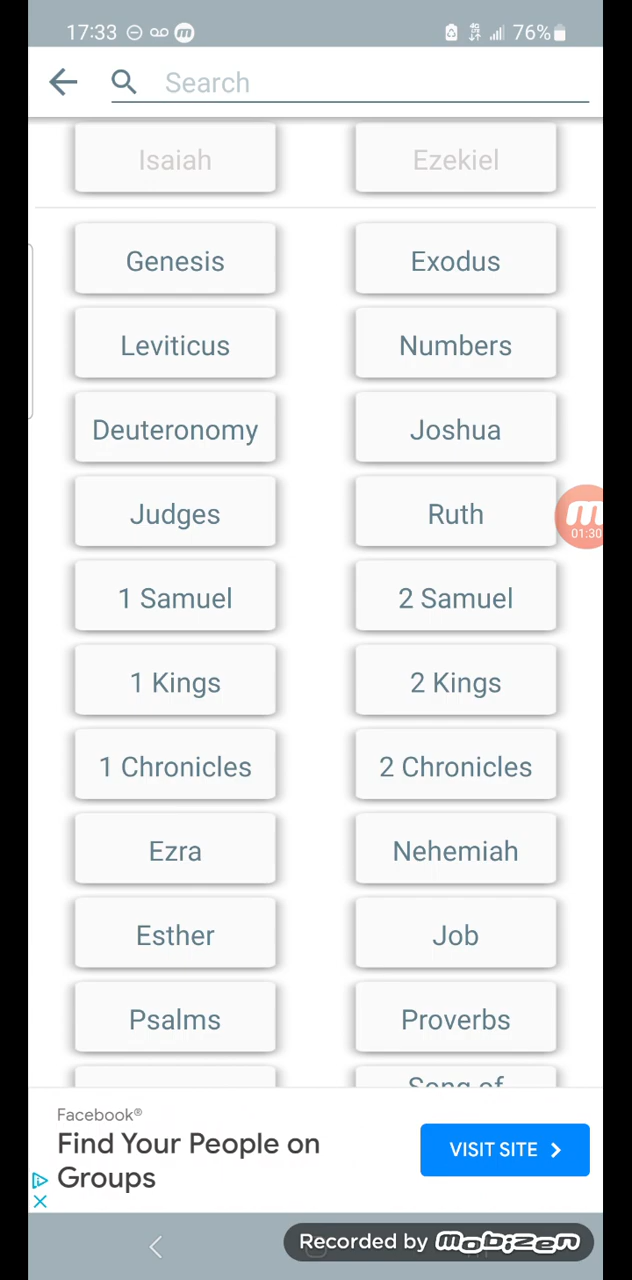 17:33 76%
Search
Isaiah Ezekiel
Genesis Exodus
Leviticus Numbers
Deuteronomy Joshua
Judges Ruth
01:30
1 Samuel 2 Samuel
1 Kings 2 Kings
1 Chronicles 2 Chronicles
Ezra Nehemiah
Esther Job
Psalms Proverbs
Song of
Facebook®
Find Your People on
Groups
VISIT SITE
Recorded by mobizen